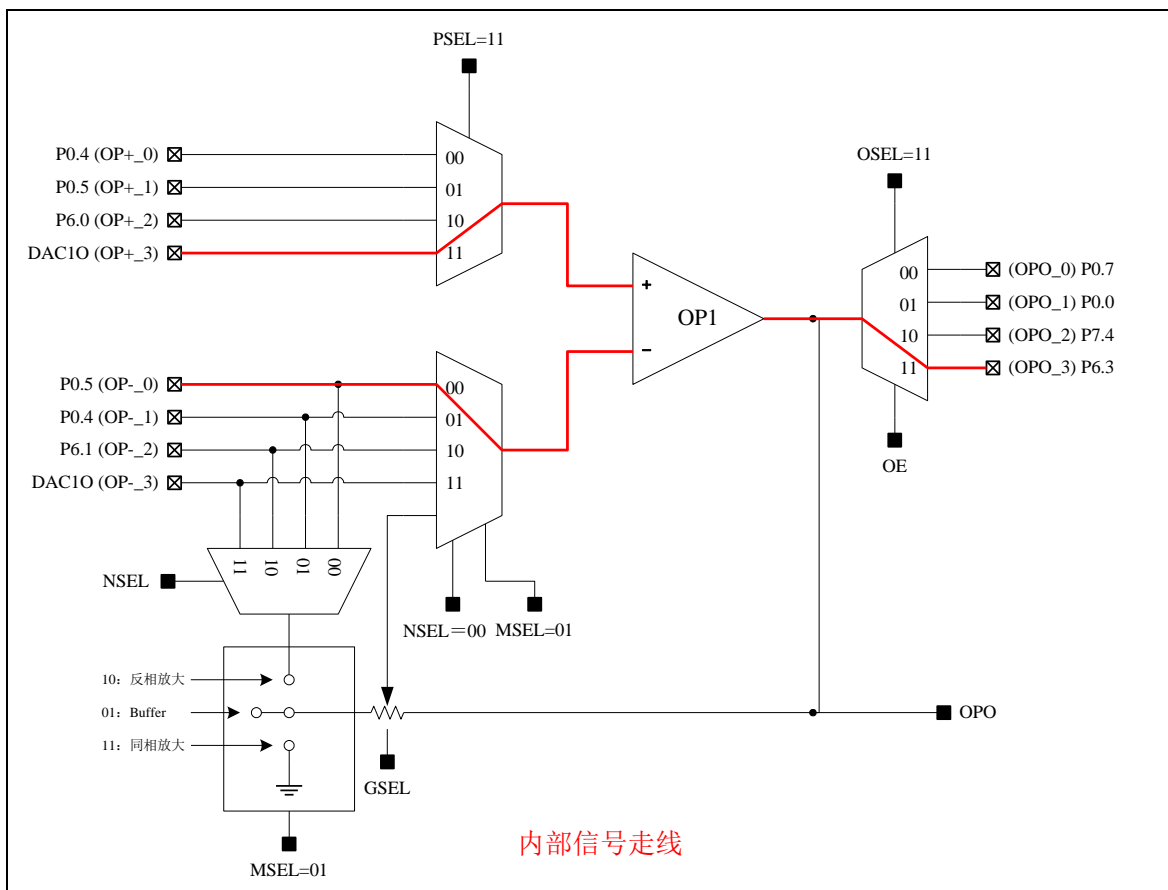 PSEL=11
P0.4 (OP+_0)
P0.5 (OP+_1)
P6.0 (OP+_2)
DAC1O (OP+_3)
00
01
10
11
OSEL=11
00
01
10
11
(OPO_0) P0.7
(OPO_1) P0.0
(OPO_2) P7.4
(OPO_3) P6.3
OE
+
−
OP1
P0.5 (OP-_0)
P0.4 (OP-_1)
P6.1 (OP-_2)
DAC1O (OP-_3)
00
01
10
11
11
10
01
00
NSEL
NSEL=00
MSEL=01
10：反相放大
01：Buffer
11：同相放大
GSEL
OPO
MSEL=01
内部信号走线